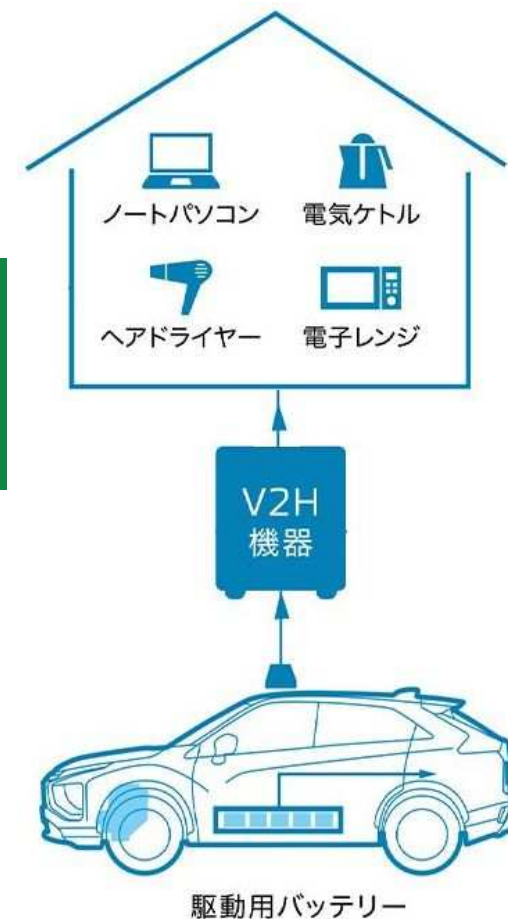 ノートパソコン
電気ケトル
ヘアドライヤー
電子レンジ
V2H
機器
駆動用バッテリー